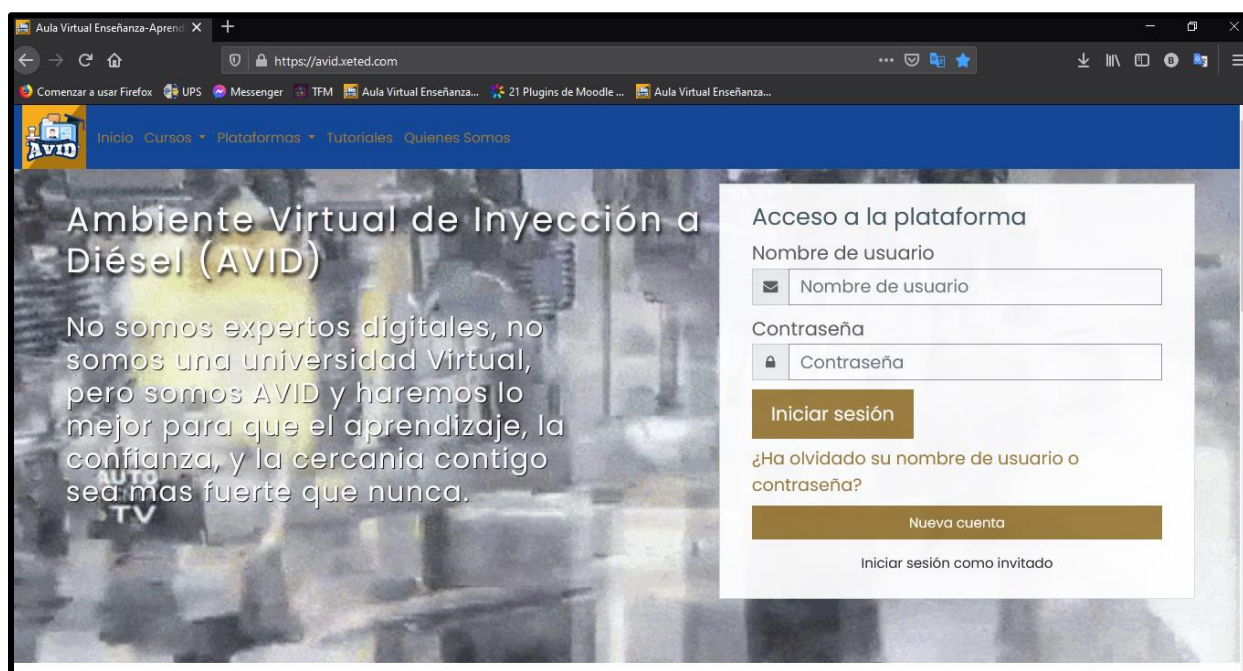 Aula Virtual Enseñanza-Aprend
https://avid.xeted.com
Comenzar a usar Firefox UPS Messenger TFM Aula Virtual Enseñanza... 21 Plugins de Moodle ... Aula Virtual Enseñanza...
AVID
Inicio Cursos Plataformas Tutoriales Quienes Somos
Ambiente Virtual de Inyección a
Diésel (AVID)
No somos expertos digitales, no
somos una universidad Virtual,
pero somos AVID y haremos lo
mejor para que el aprendizaje, la
confianza, y la cercania contigo
sea mas fuerte que nunca.
AUTO
TV
Acceso a la plataforma
Nombre de usuario
Nombre de usuario
Contraseña
Contraseña
Iniciar sesión
¿Ha olvidado su nombre de usuario o
contraseña?
Nueva cuenta
Iniciar sesión como invitado